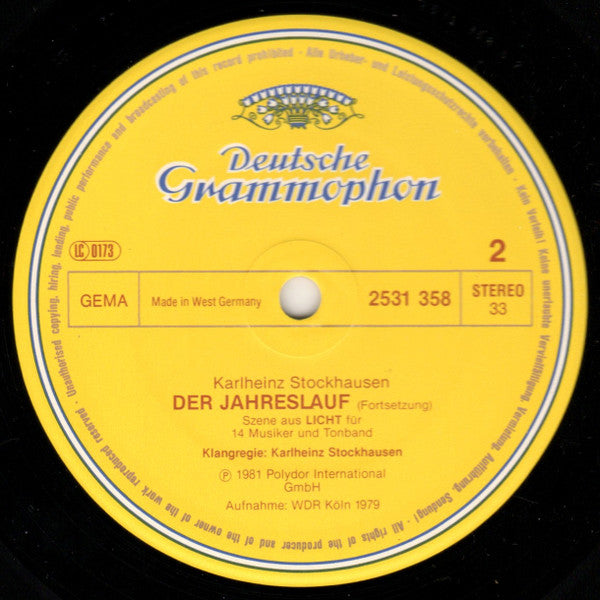 Deutsche
Grammophon
LC 0173
2
GEMA
Made in West Germany
2531 358
STEREO
33
Karlheinz Stockhausen
DER JAHRESLAUF (Fortsetzung)
Szene aus LICHT für
14 Musiker und Tonband
Klangregie: Karlheinz Stockhausen
Ⓟ 1981 Polydor International
GmbH
Aufnahme: WDR Köln 1979
Alle Urheber- und Leistungsschutzrechte vorbehalten · Kein Verleih! Keine unerlaubte Vervielfältigung, Vermietung, Aufführung, Sendung! · All rights of the producer and of the owner of the work reproduced reserved · Unauthorised copying, hiring, lending, public performance and broadcasting of this record prohibited ·